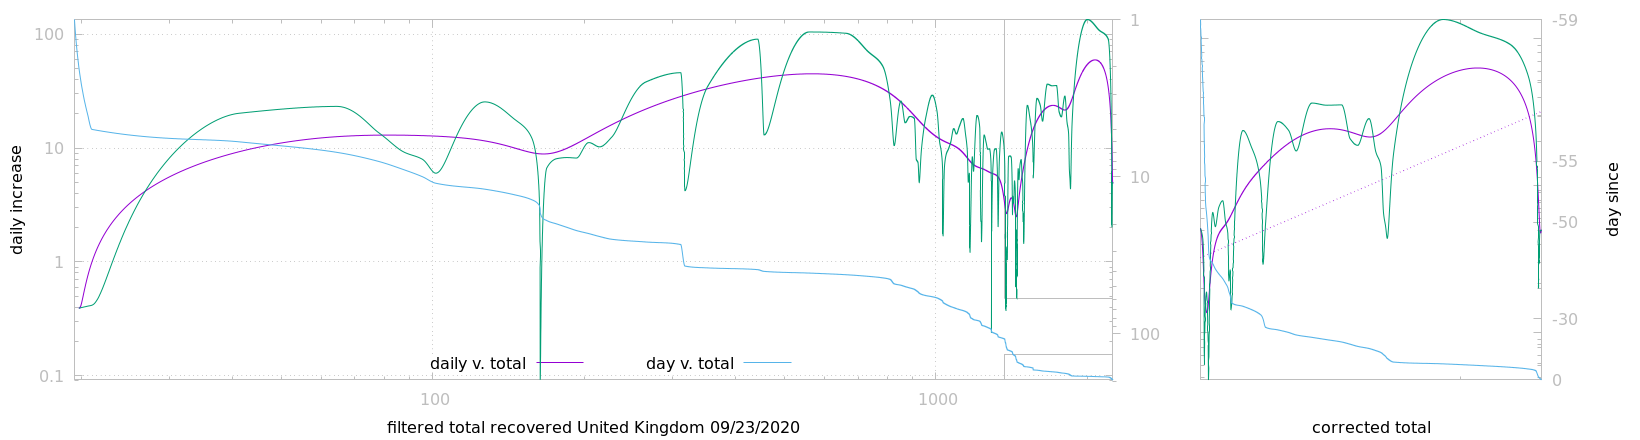 100
10
1
0.1
daily increase
daily v. total
day v. total
100
1000
filtered total recovered United Kingdom 09/23/2020
1
10
100
-59
-55
-50
-30
0
day since
corrected total